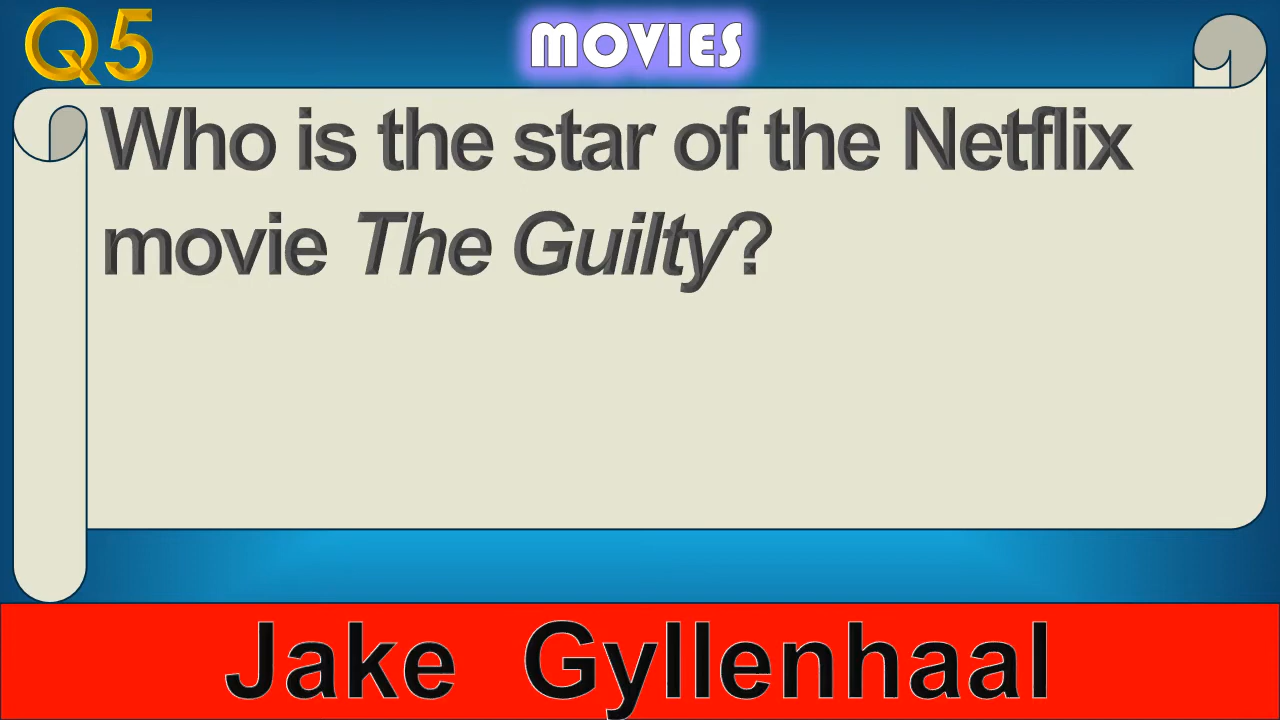 Q5
MOVIES
Who is the star of the Netflix
movie The Guilty?
Jake Gyllenhaal